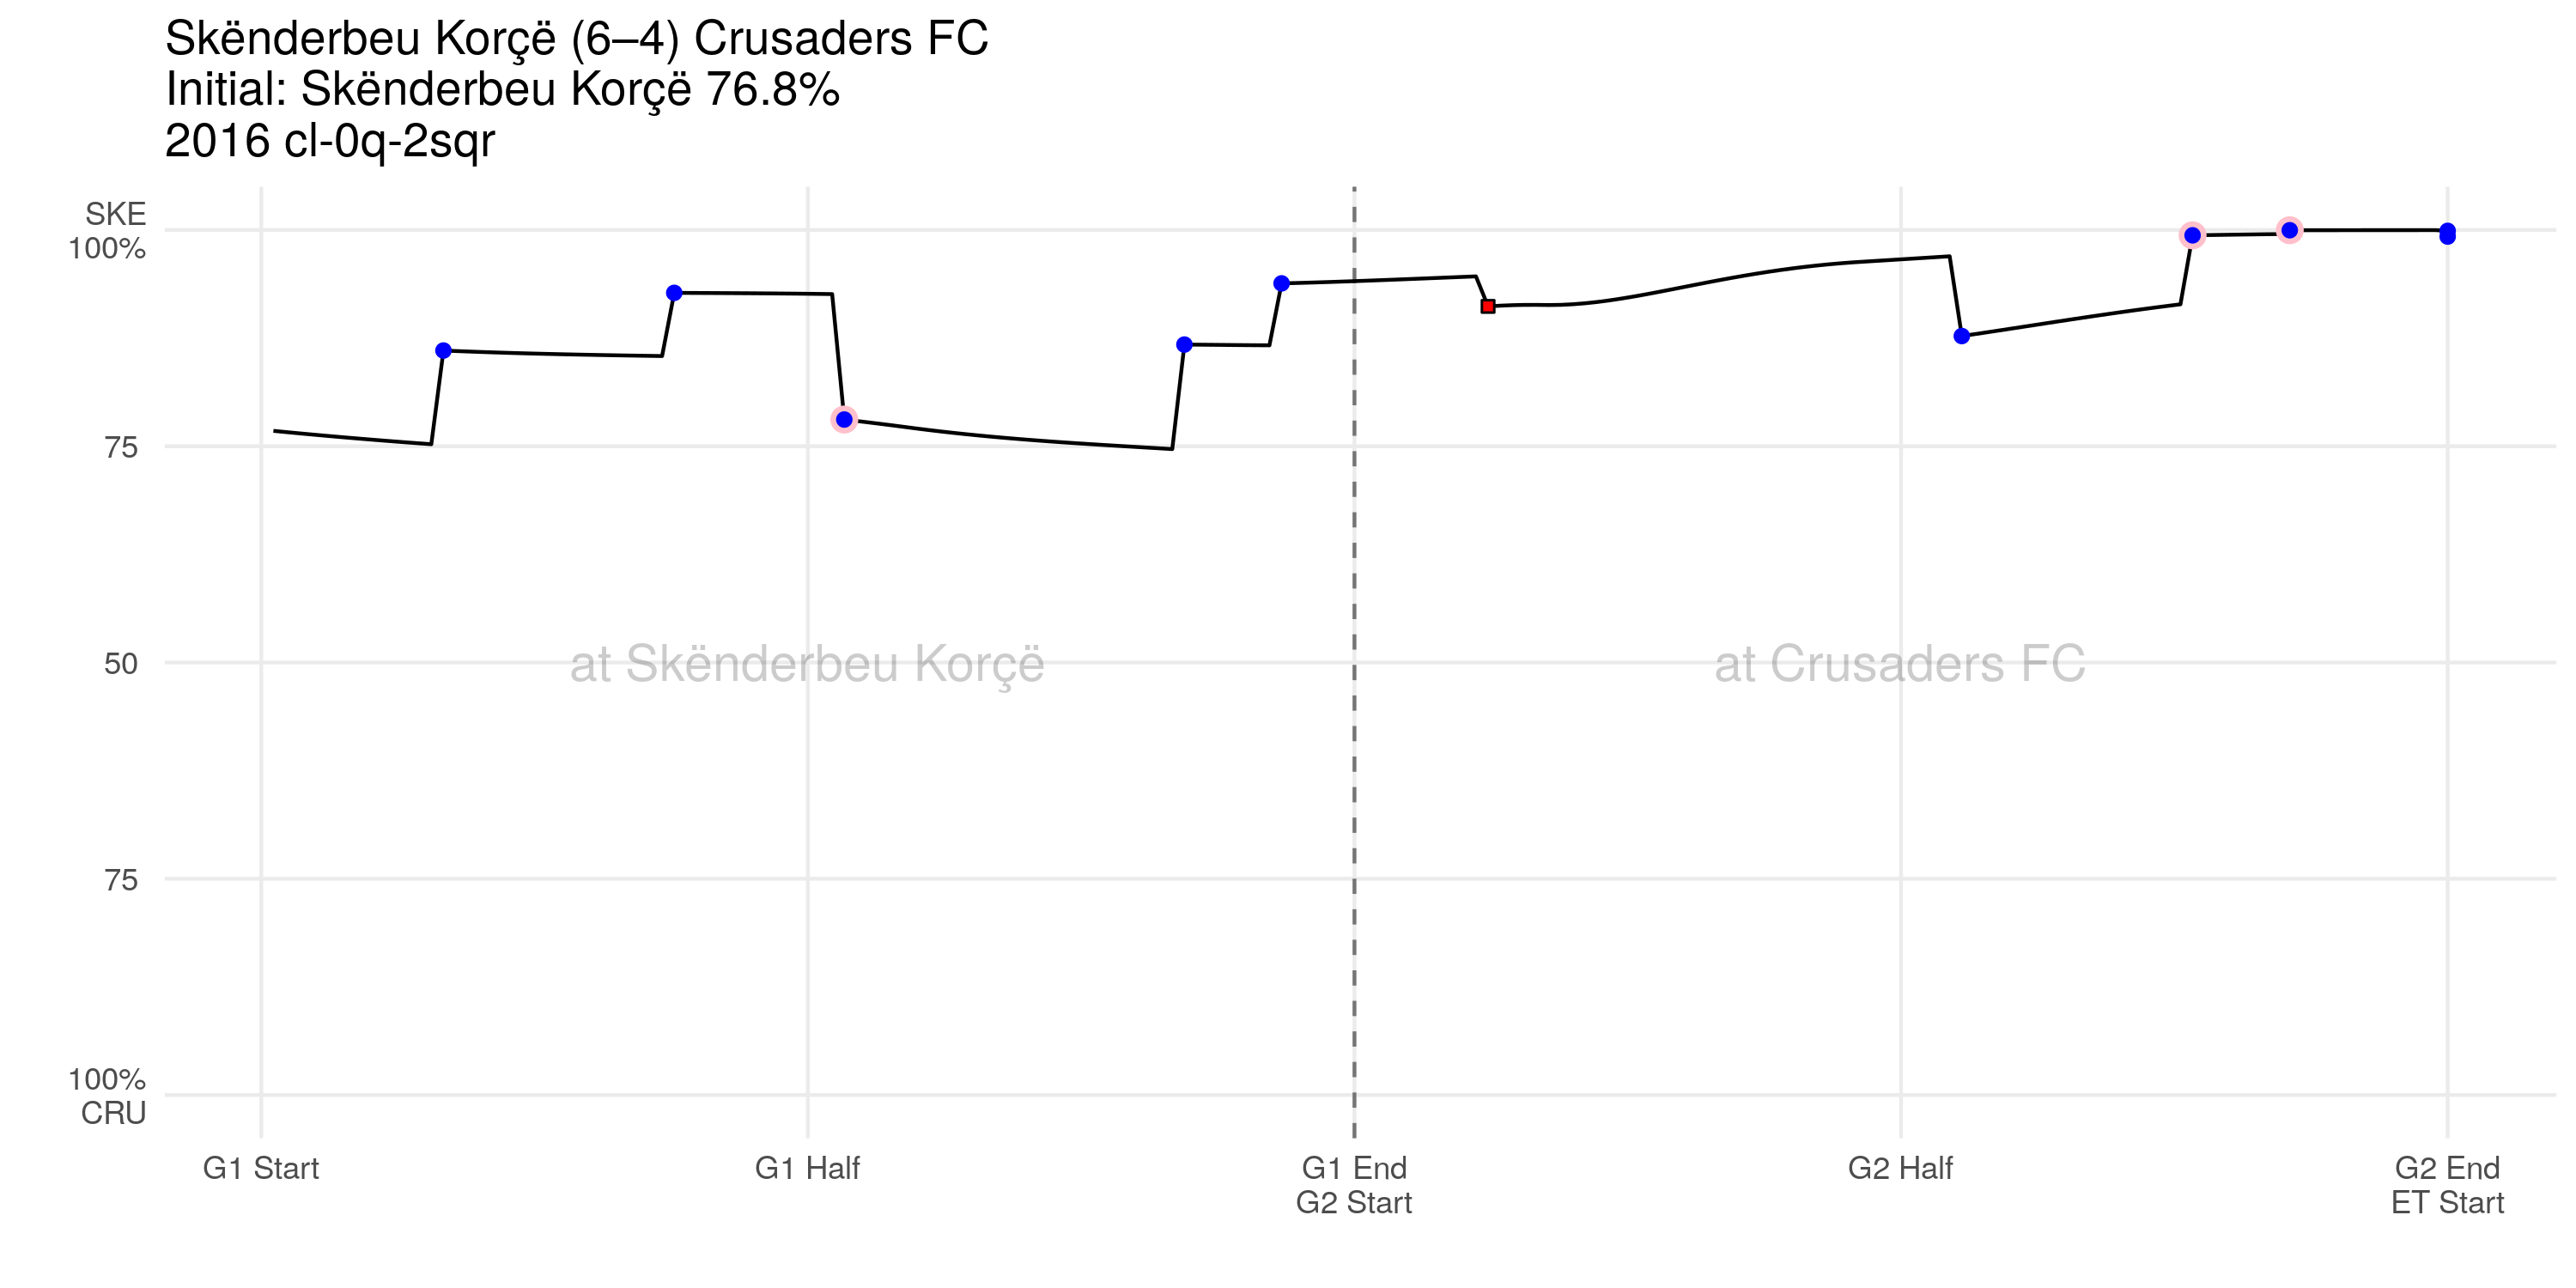 Skënderbeu Korçë (6–4) Crusaders FC
Initial: Skënderbeu Korçë 76.8%
2016 cl-0q-2sqr
SKE
100%
75
50
75
100%
CRU
at Skënderbeu Korçë
at Crusaders FC
G1 Start
G1 Half
G1 End
G2 Start
G2 Half
G2 End
ET Start